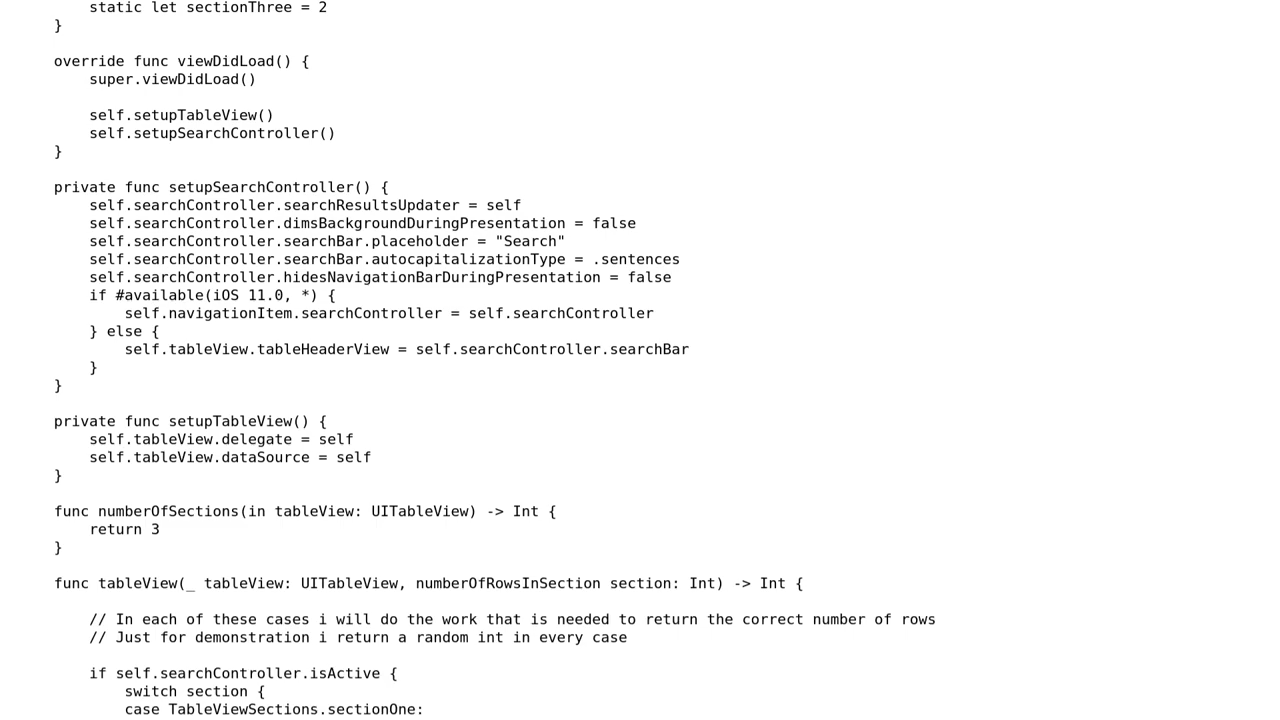 static let sectionThree = 2
}
override func viewDidLoad() {
super.viewDidLoad()
self.setupTableView()
self.setupSearchController()
}
private func setupSearchController() {
self.searchController.searchResultsUpdater = self
self.searchController.dimsBackgroundDuringPresentation = false
self.searchController.searchBar.placeholder = "Search"
self.searchController.searchBar.autocapitalizationType = .sentences
self.searchController.hidesNavigationBarDuringPresentation = false
if #available(iOS 11.0, *) {
self.navigationItem.searchController = self.searchController
} else {
self.tableView.tableHeaderView = self.searchController.searchBar
}
}
private func setupTableView() {
self.tableView.delegate = self
self.tableView.dataSource = self
}
func numberOfSections(in tableView: UITableView) -> Int {
return 3
}
func tableView(_ tableView: UITableView, numberOfRowsInSection section: Int) -> Int {
// In each of these cases i will do the work that is needed to return the correct number of rows
// Just for demonstration i return a random int in every case
if self.searchController.isActive {
switch section {
case TableViewSections.sectionOne: